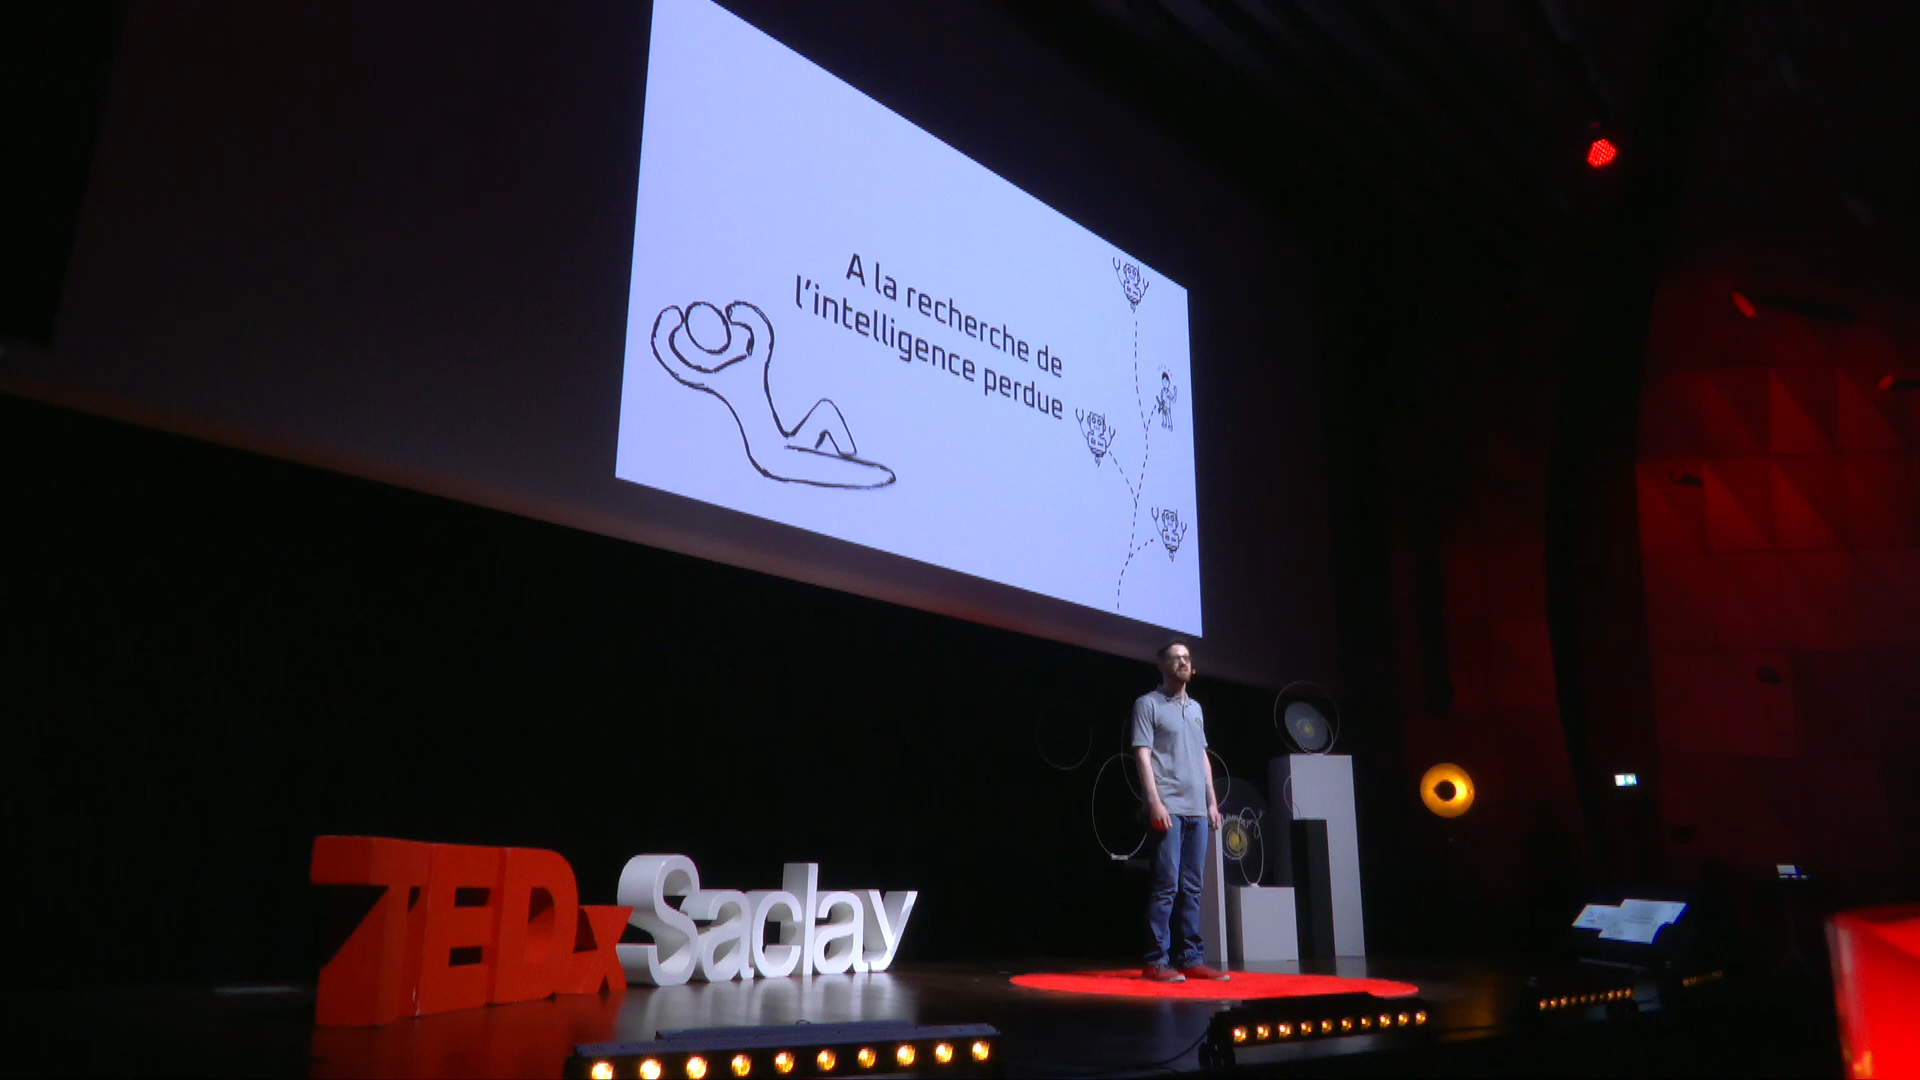 A la recherche de
l'intelligence perdue
TEDx Saclay